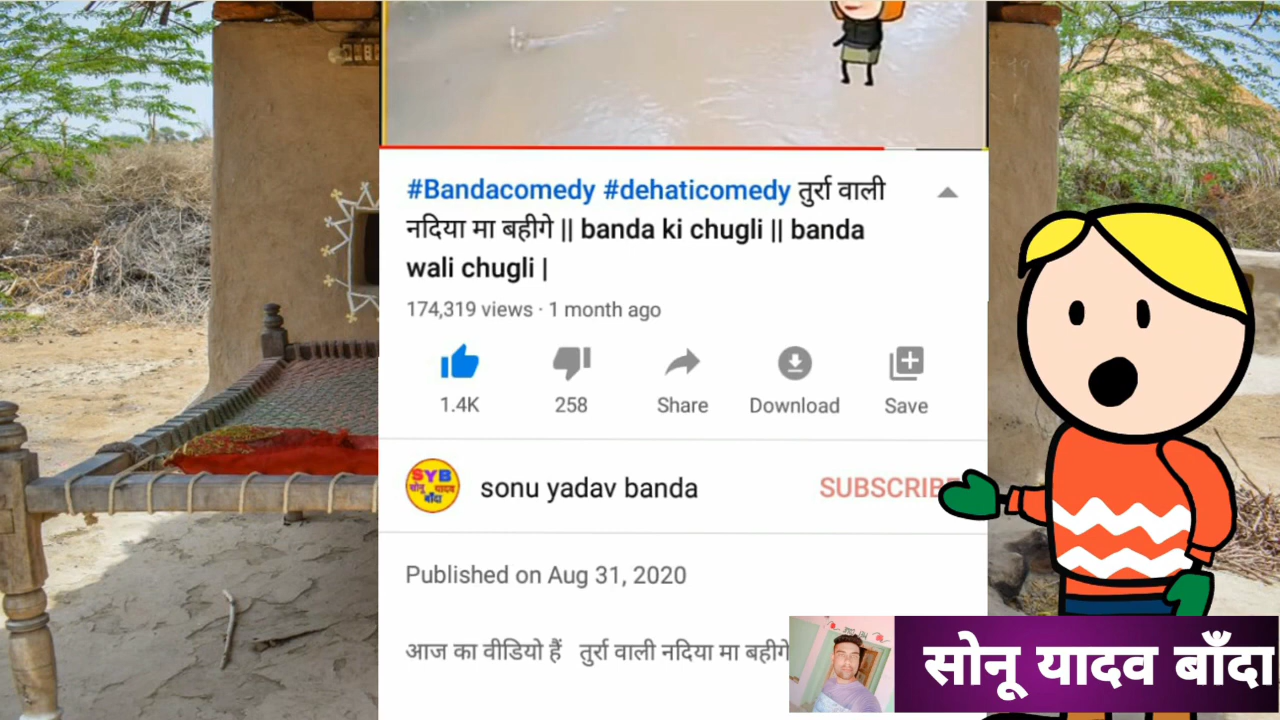 #Bandacomedy #dehaticomedy तुर्रा वाली
नदिया मा बहीगे || banda ki chugli || banda
wali chugli |
174,319 views · 1 month ago
1.4K
258
Share
Download
Save
SYB
सोनू यादव
बाँदा
sonu yadav banda
SUBSCRIBE
Published on Aug 31, 2020
आज का वीडियो हैं तुर्रा वाली नदिया मा बहीगे
सोनू यादव बाँदा